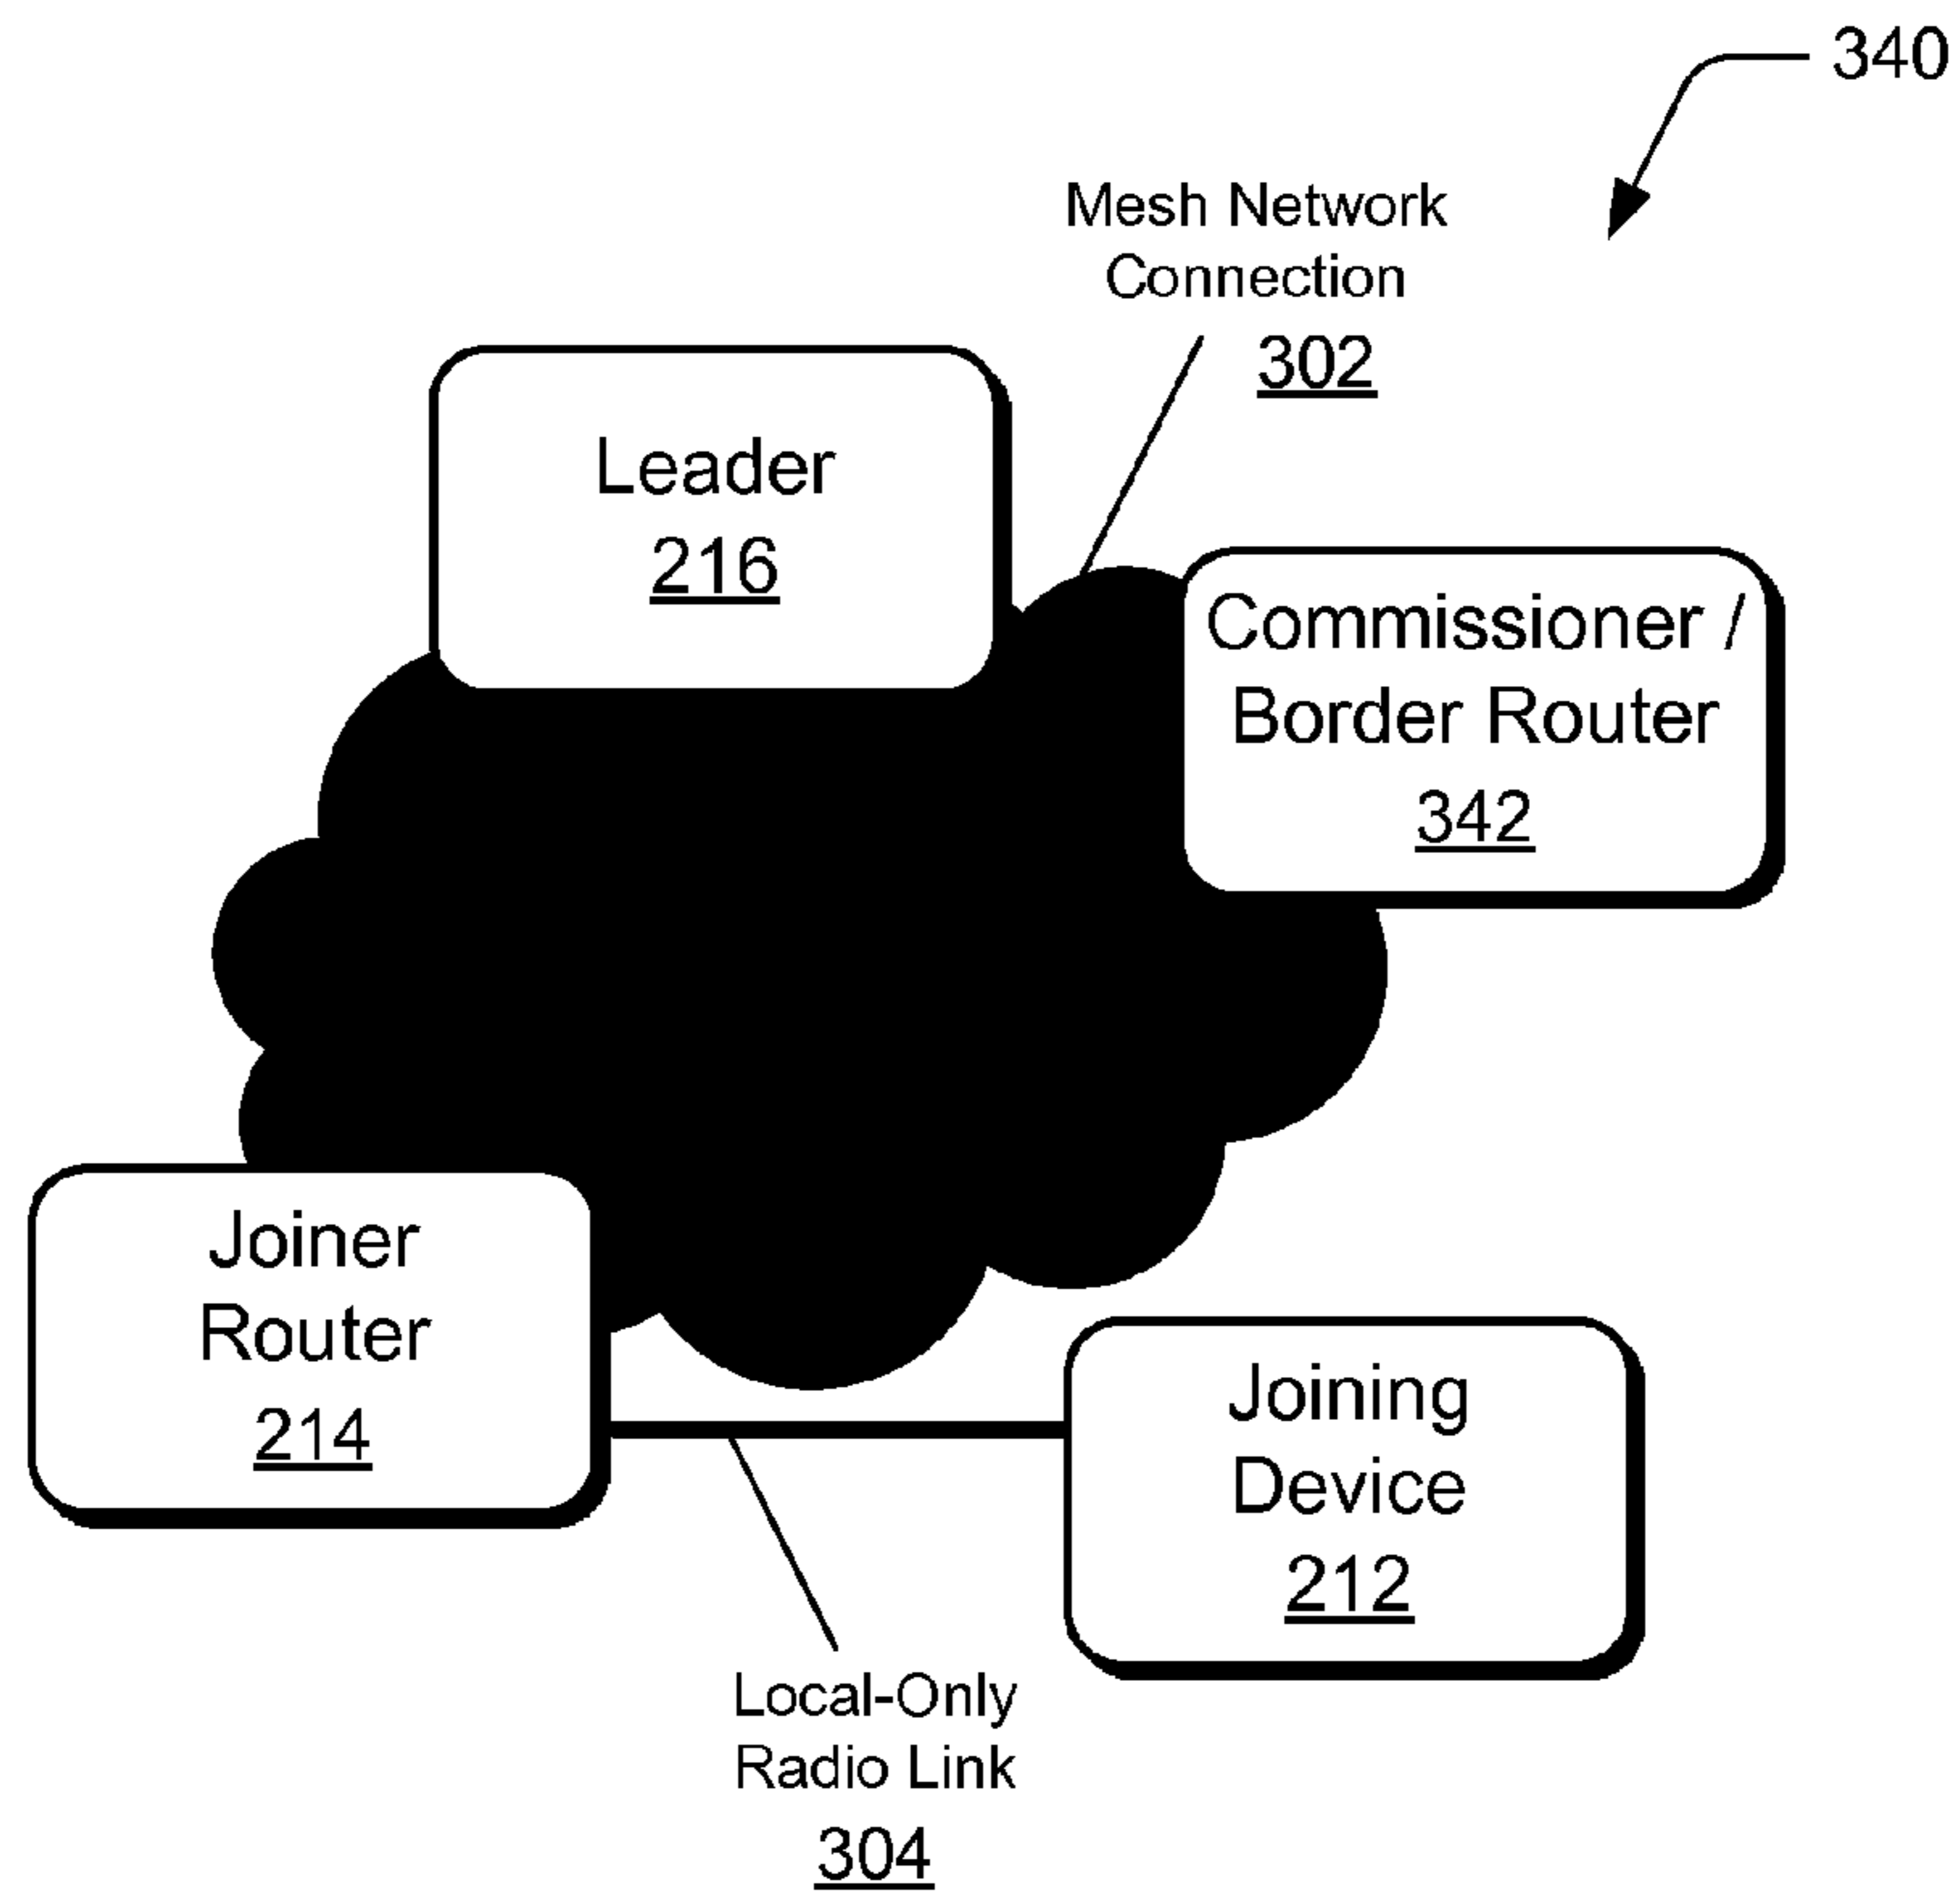 340
Mesh Network
Connection
302
Leader
216
Commissioner /
Border Router
342
Joiner
Router
214
Joining
Device
212
Local-Only
Radio Link
304